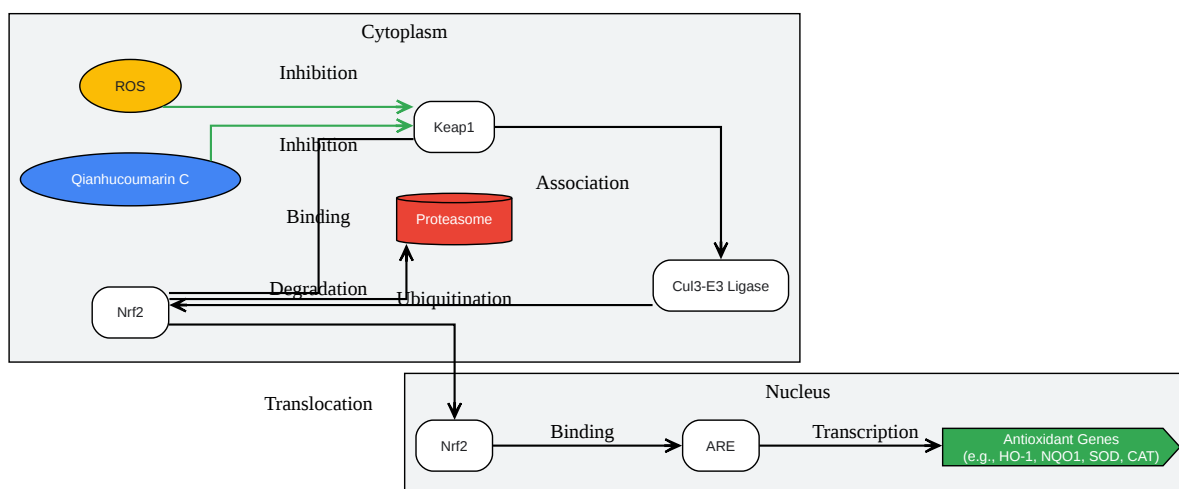 Cytoplasm
Inhibition
ROS
Keap1
Inhibition
Qianhucoumarin C
Association
Binding
Proteasome
Cul3-E3 Ligase
Degradation
Ubiquitination
Nrf2
Nucleus
Translocation
Nrf2
Binding
ARE
Transcription
Antioxidant Genes
(e.g., HO-1, NQO1, SOD, CAT)